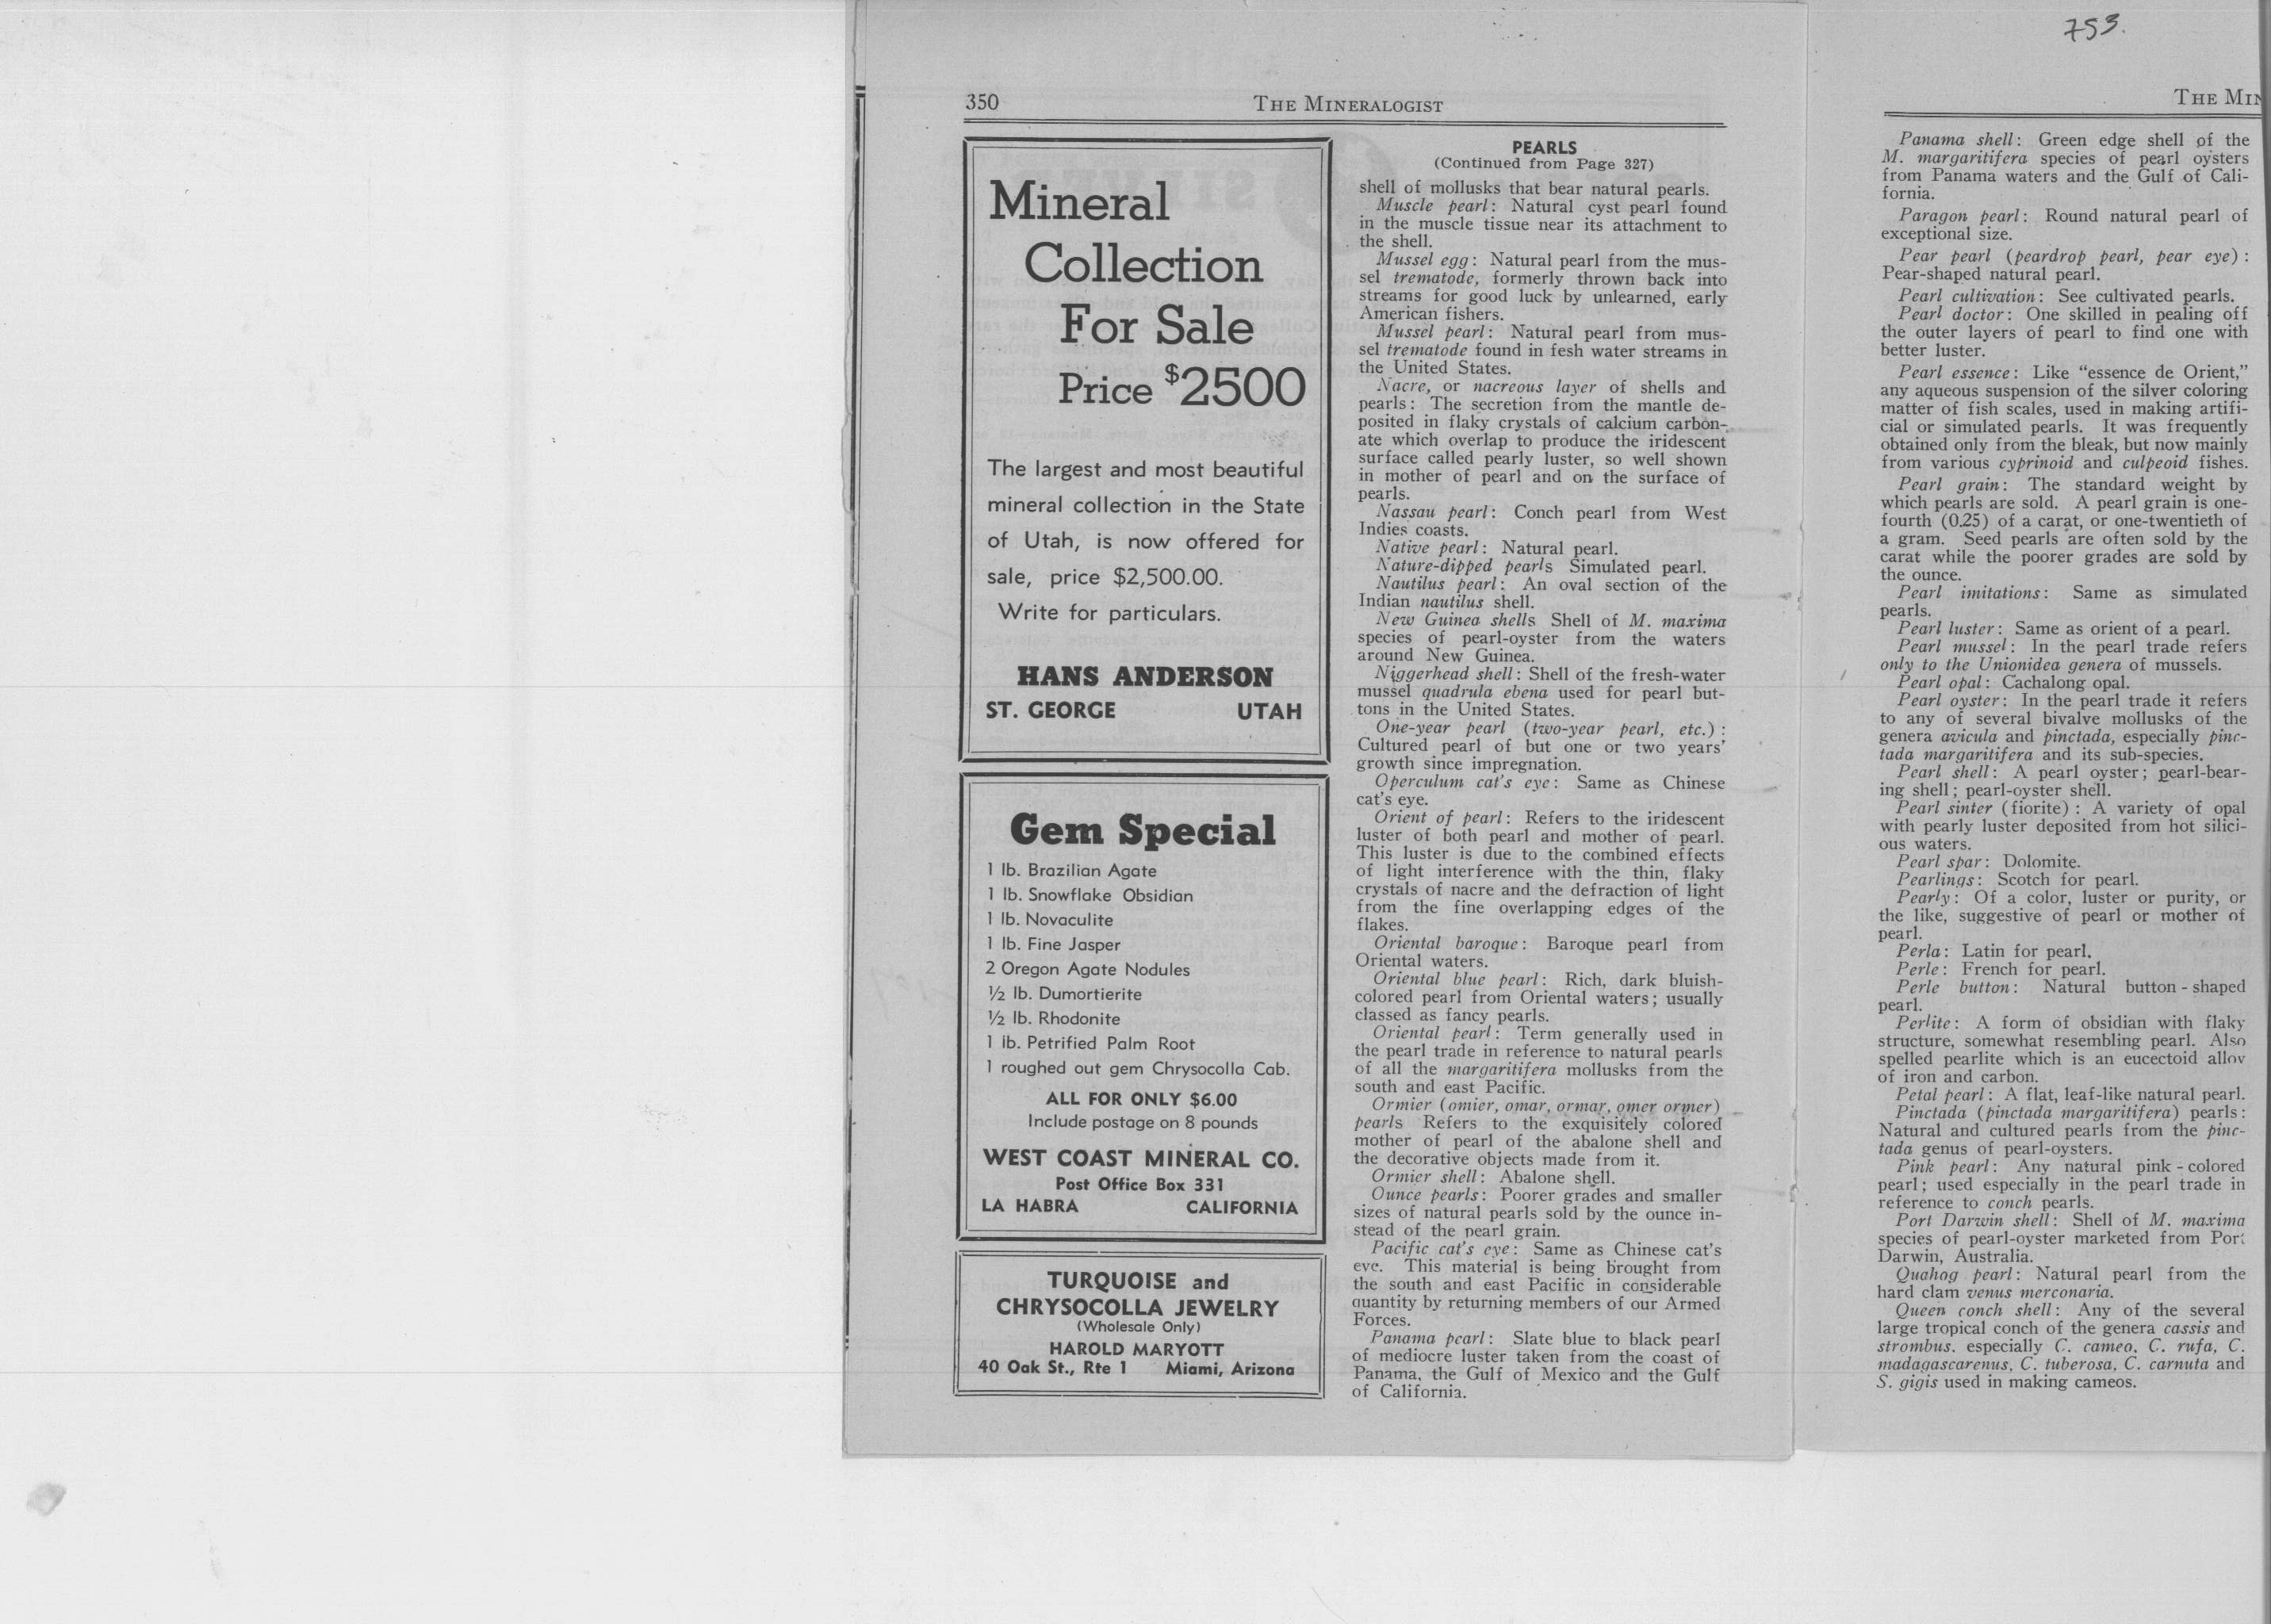 350
THE MINERALOGIST
Mineral
Collection
For Sale
Price $2500
The largest and most beautiful
mineral collection in the State
of Utah, is now offered for
sale, price $2,500.00.
Write for particulars.
HANS ANDERSON
ST. GEORGE UTAH
Gem Special
1 lb. Brazilian Agate
1 lb. Snowflake Obsidian
1 lb. Novaculite
1 lb. Fine Jasper
2 Oregon Agate Nodules
½ lb. Dumortierite
½ lb. Rhodonite
1 lb. Petrified Palm Root
1 roughed out gem Chrysocolla Cab.
ALL FOR ONLY $6.00
Include postage on 8 pounds
WEST COAST MINERAL CO.
Post Office Box 331
LA HABRA CALIFORNIA
TURQUOISE and
CHRYSOCOLLA JEWELRY
(Wholesale Only)
HAROLD MARYOTT
40 Oak St., Rte 1 Miami, Arizona
PEARLS
(Continued from Page 327)
shell of mollusks that bear natural pearls.
Muscle pearl: Natural cyst pearl found
in the muscle tissue near its attachment to
the shell.
Mussel egg: Natural pearl from the mus-
sel trematode, formerly thrown back into
streams for good luck by unlearned, early
American fishers.
Mussel pearl: Natural pearl from mus-
sel trematode found in fesh water streams in
the United States.
Nacre, or nacreous layer of shells and
pearls: The secretion from the mantle de-
posited in flaky crystals of calcium carbon-
ate which overlap to produce the iridescent
surface called pearly luster, so well shown
in mother of pearl and on the surface of
pearls.
Nassau pearl: Conch pearl from West
Indies coasts.
Native pearl: Natural pearl.
Nature-dipped pearls Simulated pearl.
Nautilus pearl: An oval section of the
Indian nautilus shell.
New Guinea shells Shell of M. maxima
species of pearl-oyster from the waters
around New Guinea.
Niggerhead shell: Shell of the fresh-water
mussel quadrula ebena used for pearl but-
tons in the United States.
One-year pearl (two-year pearl, etc.):
Cultured pearl of but one or two years'
growth since impregnation.
Operculum cat's eye: Same as Chinese
cat's eye.
Orient of pearl: Refers to the iridescent
luster of both pearl and mother of pearl.
This luster is due to the combined effects
of light interference with the thin, flaky
crystals of nacre and the defraction of light
from the fine overlapping edges of the
flakes.
Oriental baroque: Baroque pearl from
Oriental waters.
Oriental blue pearl: Rich, dark bluish-
colored pearl from Oriental waters; usually
classed as fancy pearls.
Oriental pearl: Term generally used in
the pearl trade in reference to natural pearls
of all the margaritifera mollusks from the
south and east Pacific.
Ormier (omier, omar, ormar, omer ormer)
pearls Refers to the exquisitely colored
mother of pearl of the abalone shell and
the decorative objects made from it.
Ormier shell: Abalone shell.
Ounce pearls: Poorer grades and smaller
sizes of natural pearls sold by the ounce in-
stead of the pearl grain.
Pacific cat's eye: Same as Chinese cat's
eye. This material is being brought from
the south and east Pacific in considerable
quantity by returning members of our Armed
Forces.
Panama pearl: Slate blue to black pearl
of mediocre luster taken from the coast of
Panama, the Gulf of Mexico and the Gulf
of California.
753.
THE MIN
Panama shell: Green edge shell of the
M. margaritifera species of pearl oysters
from Panama waters and the Gulf of Cali-
fornia.
Paragon pearl: Round natural pearl of
exceptional size.
Pear pearl (peardrop pearl, pear eye):
Pear-shaped natural pearl.
Pearl cultivation: See cultivated pearls.
Pearl doctor: One skilled in pealing off
the outer layers of pearl to find one with
better luster.
Pearl essence: Like "essence de Orient,"
any aqueous suspension of the silver coloring
matter of fish scales, used in making artifi-
cial or simulated pearls. It was frequently
obtained only from the bleak, but now mainly
from various cyprinoid and culpeoid fishes.
Pearl grain: The standard weight by
which pearls are sold. A pearl grain is one-
fourth (0.25) of a carat, or one-twentieth of
a gram. Seed pearls are often sold by the
carat while the poorer grades are sold by
the ounce.
Pearl imitations: Same as simulated
pearls.
Pearl luster: Same as orient of a pearl.
Pearl mussel: In the pearl trade refers
only to the Unionidea genera of mussels.
Pearl opal: Cachalong opal.
Pearl oyster: In the pearl trade it refers
to any of several bivalve mollusks of the
genera avicula and pinctada, especially pinc-
tada margaritifera and its sub-species.
Pearl shell: A pearl oyster; pearl-bear-
ing shell; pearl-oyster shell.
Pearl sinter (fiorite): A variety of opal
with pearly luster deposited from hot silici-
ous waters.
Pearl spar: Dolomite.
Pearlings: Scotch for pearl.
Pearly: Of a color, luster or purity, or
the like, suggestive of pearl or mother of
pearl.
Perla: Latin for pearl.
Perle: French for pearl.
Perle button: Natural button-shaped
pearl.
Perlite: A form of obsidian with flaky
structure, somewhat resembling pearl. Also
spelled pearlite which is an eucectoid alloy
of iron and carbon.
Petal pearl: A flat, leaf-like natural pearl.
Pinctada (pinctada margaritifera) pearls:
Natural and cultured pearls from the pinc-
tada genus of pearl-oysters.
Pink pearl: Any natural pink-colored
pearl; used especially in the pearl trade in
reference to conch pearls.
Port Darwin shell: Shell of M. maxima
species of pearl-oyster marketed from Port
Darwin, Australia.
Quahog pearl: Natural pearl from the
hard clam venus merconaria.
Queen conch shell: Any of the several
large tropical conch of the genera cassis and
strombus. especially C. cameo, C. rufa, C.
madagascarenus, C. tuberosa, C. carnuta and
S. gigis used in making cameos.